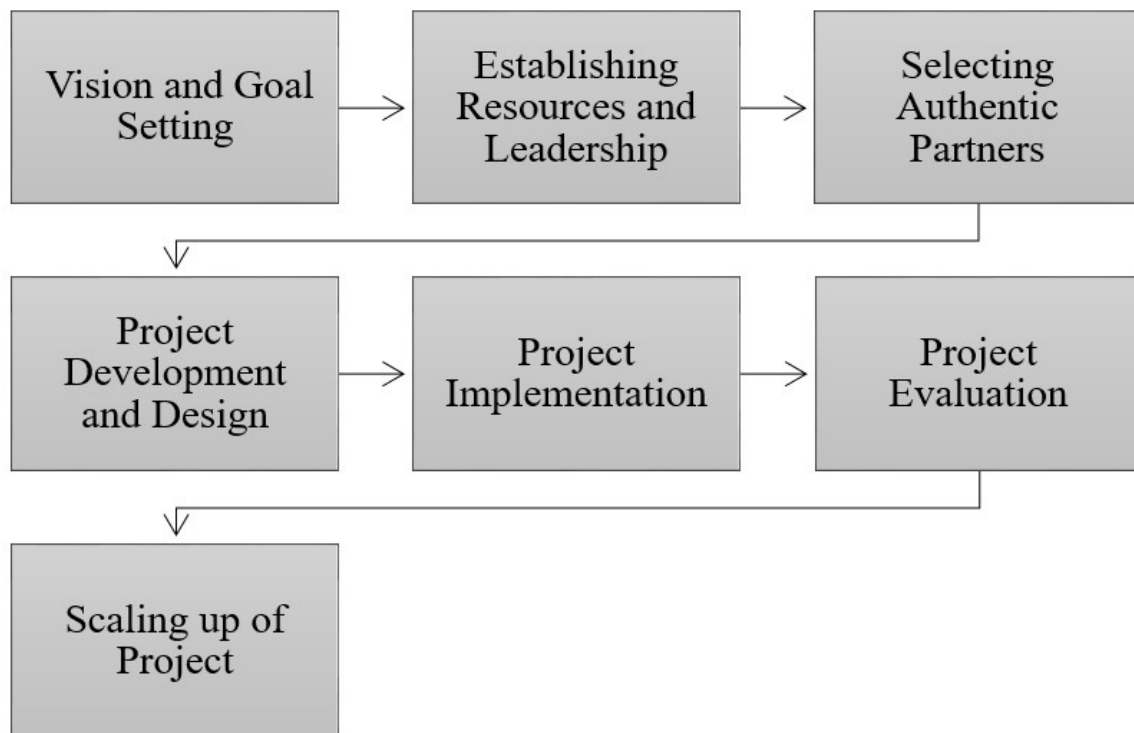 Vision and Goal
Setting
Establishing
Resources and
Leadership
Selecting
Authentic
Partners
Project
Development
and Design
Project
Implementation
Project
Evaluation
Scaling up of
Project